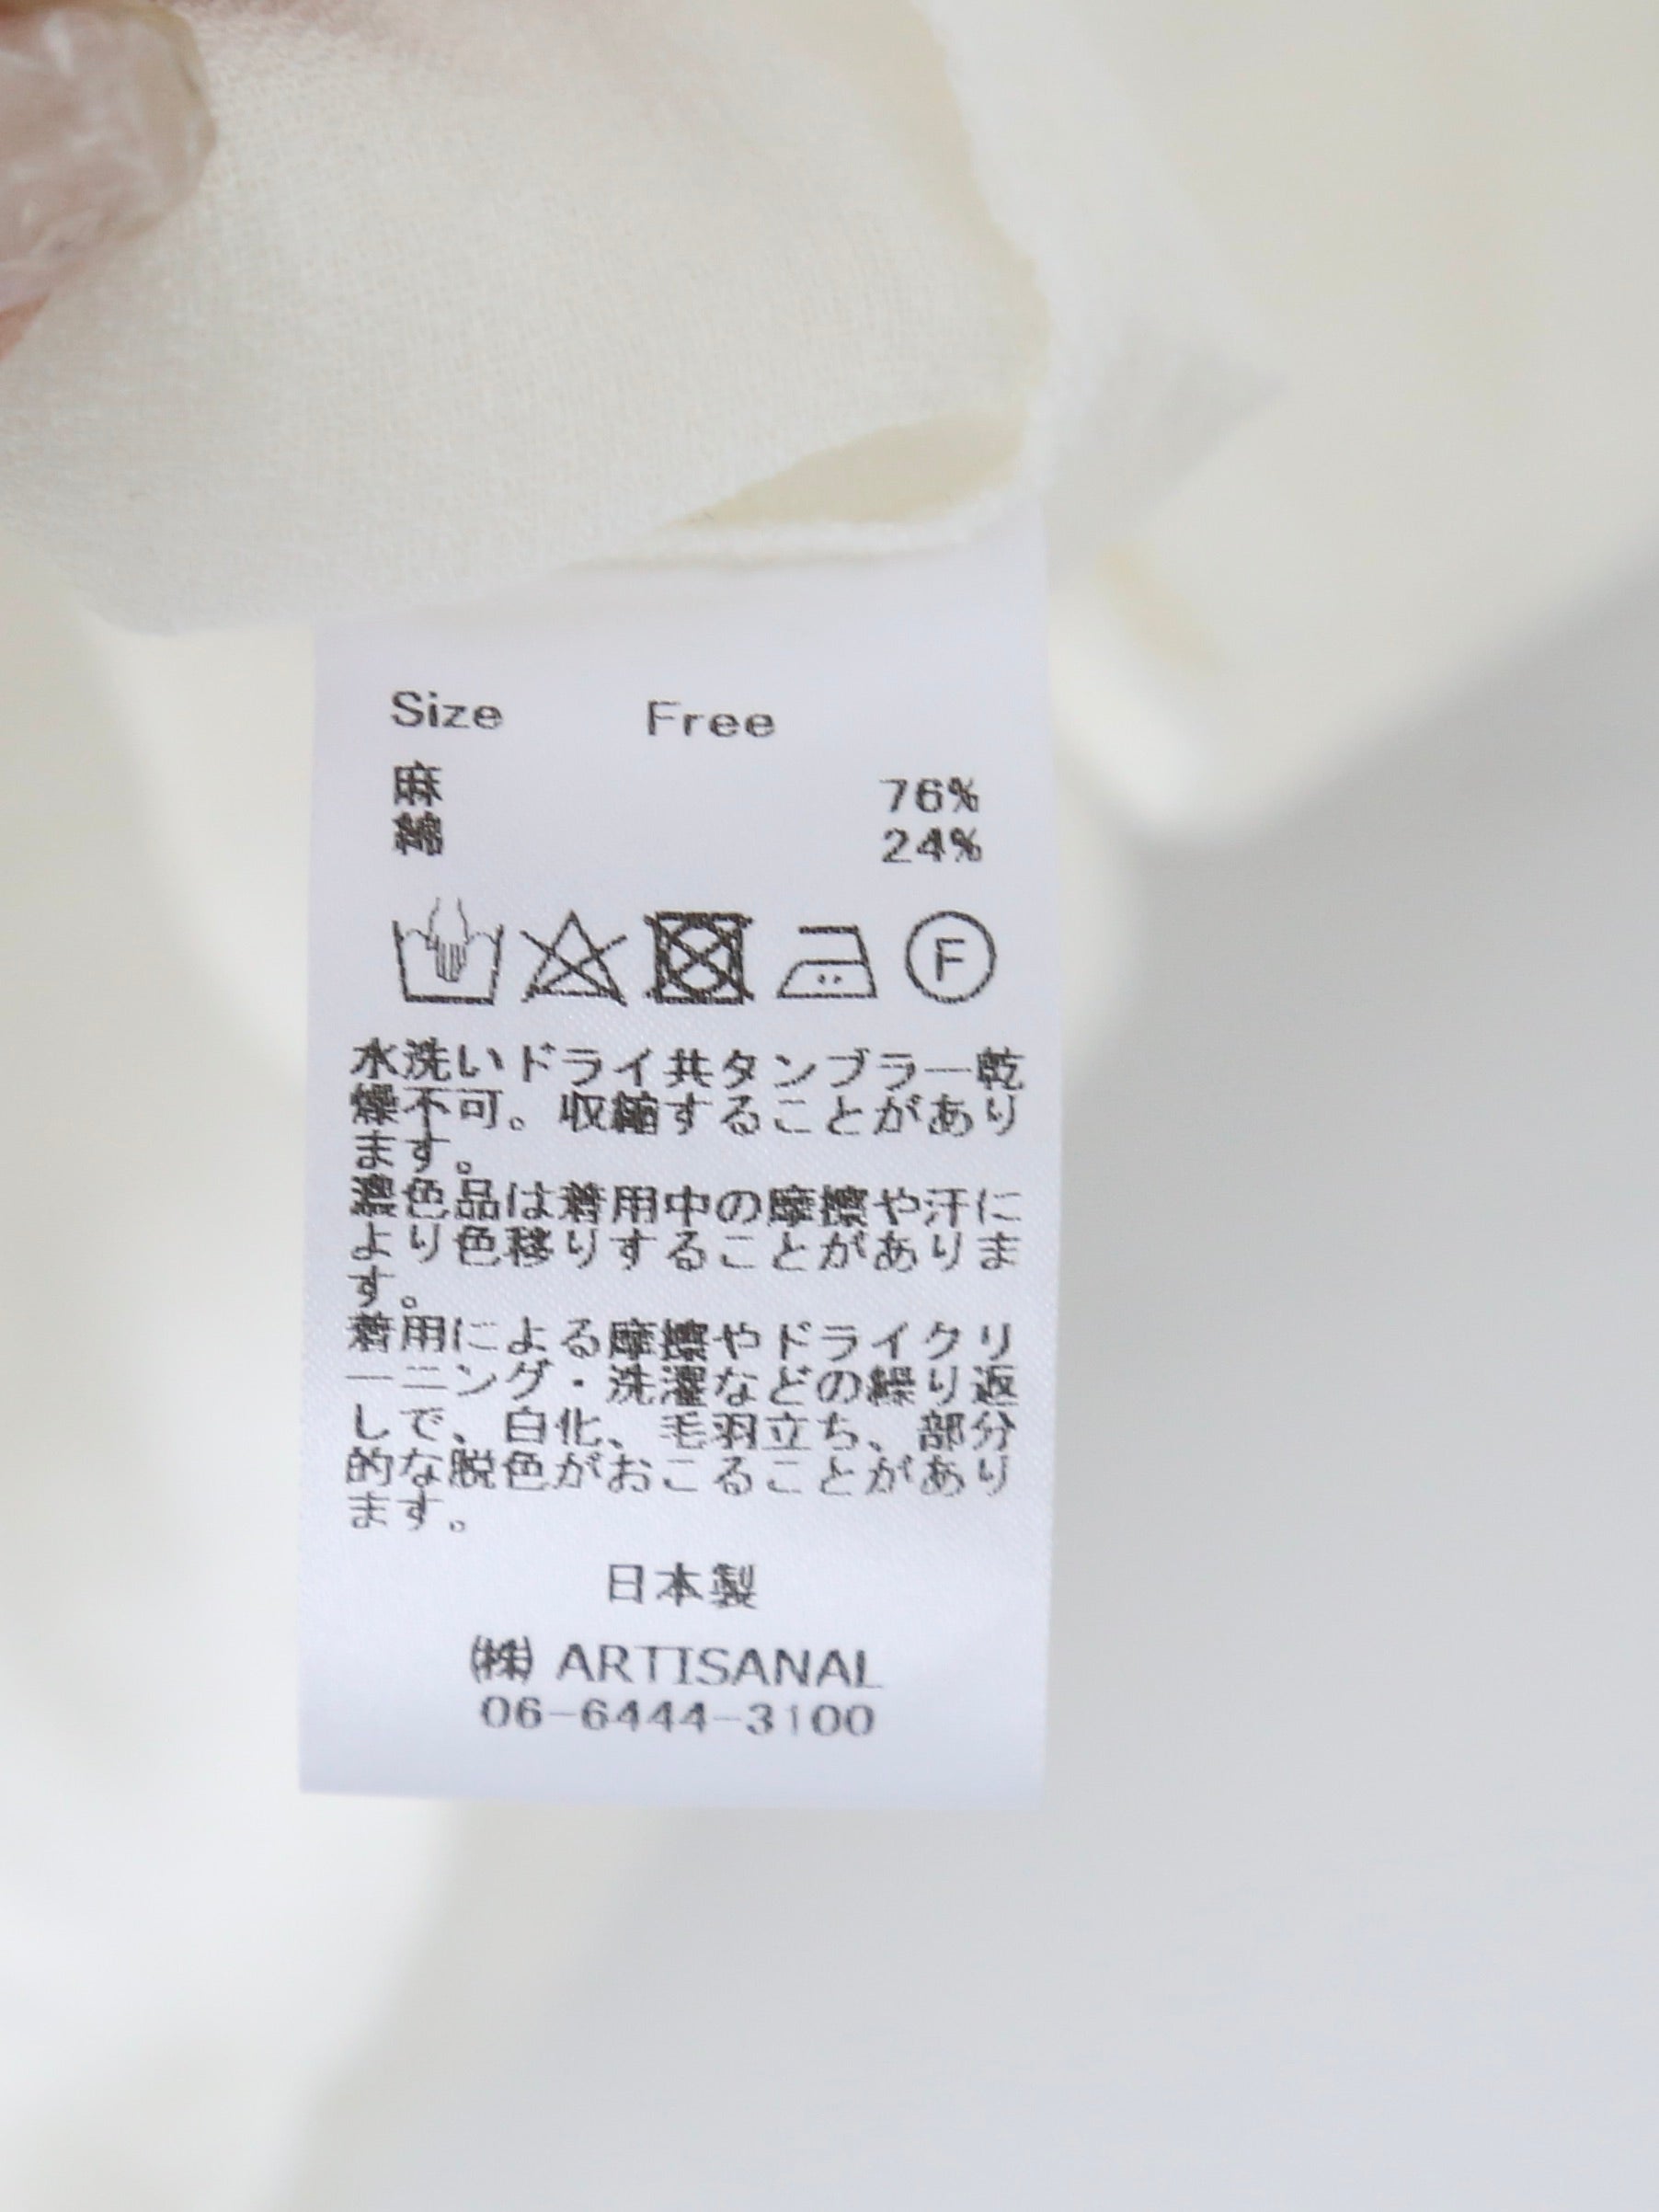 Size Free
麻 76%
綿 24%
F
水洗いドライ共タンブラー乾
燥不可。収縮することがあり
ます。
濃色品は着用中の摩擦や汗に
より色移りすることがありま
す。
着用による摩擦やドライクリ
ーニング・洗濯などの繰り返
しで、白化、毛羽立ち、部分
的な脱色がおこることがあり
ます。
日本製
㈱ ARTISANAL
06-6444-3100